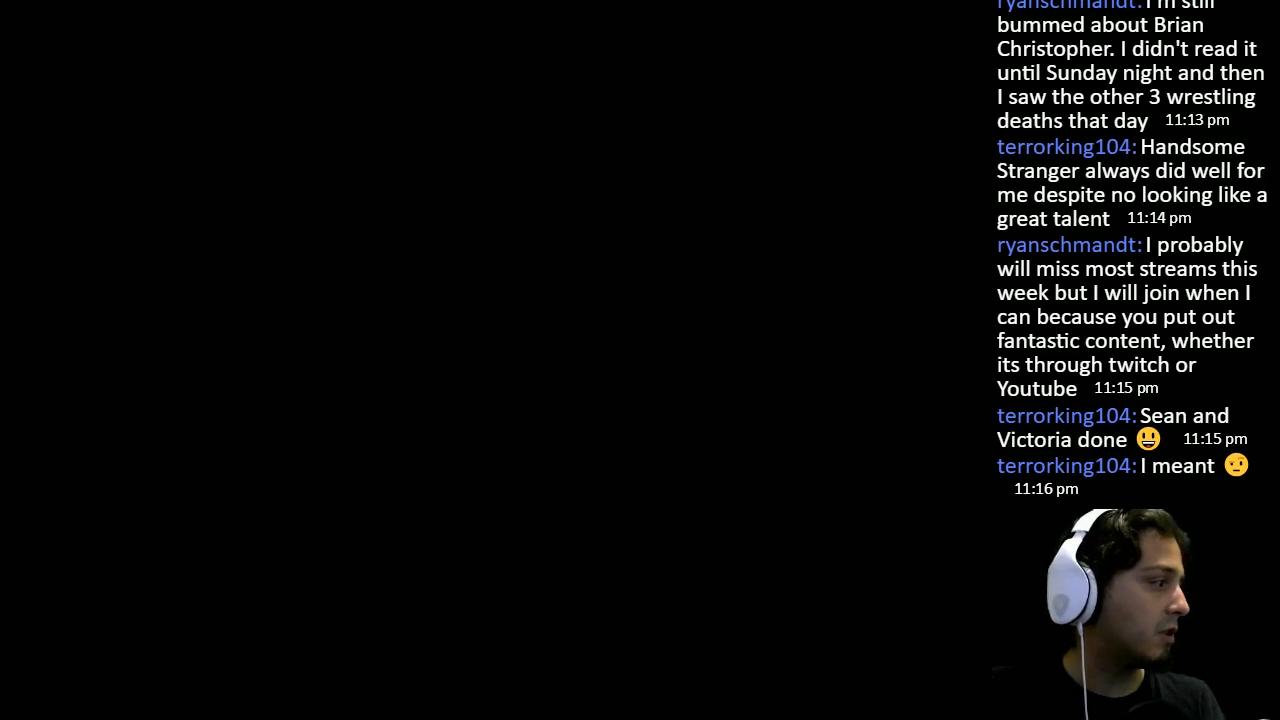 ryanschmandt: I'm still
bummed about Brian
Christopher. I didn't read it
until Sunday night and then
I saw the other 3 wrestling
deaths that day 11:13 pm
terrorking104: Handsome
Stranger always did well for
me despite no looking like a
great talent 11:14 pm
ryanschmandt: I probably
will miss most streams this
week but I will join when I
can because you put out
fantastic content, whether
its through twitch or
Youtube 11:15 pm
terrorking104: Sean and
Victoria done 😃 11:15 pm
terrorking104: I meant 🤨
11:16 pm